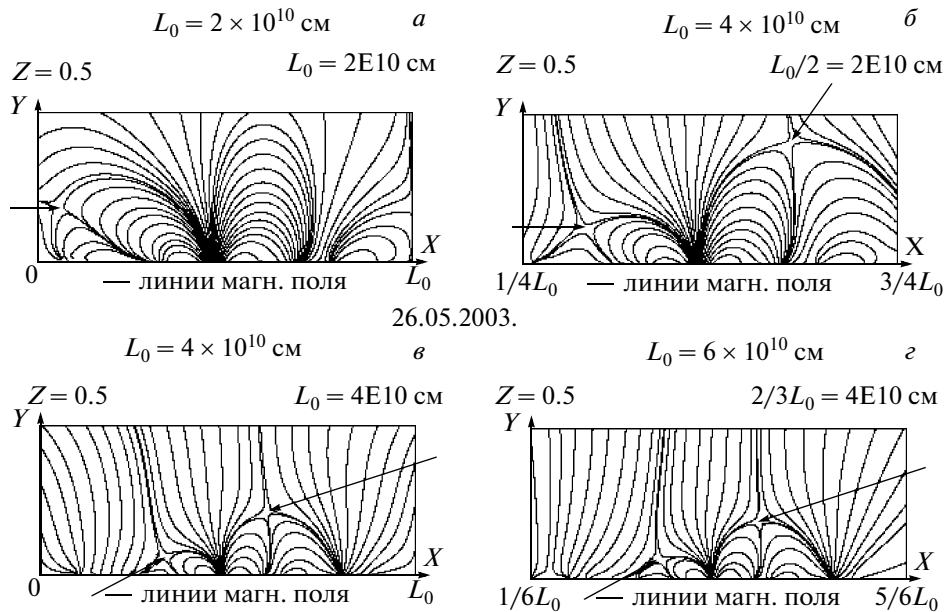 L₀ = 2 × 10¹⁰ см а
Z = 0.5 L₀ = 2E10 см
Y
X
0 L₀
— линии магн. поля
L₀ = 4 × 10¹⁰ см б
Z = 0.5 L₀/2 = 2E10 см
Y
X
1/4L₀ — линии магн. поля 3/4L₀
26.05.2003.
L₀ = 4 × 10¹⁰ см в
Z = 0.5 L₀ = 4E10 см
Y
X
0 L₀
— линии магн. поля
L₀ = 6 × 10¹⁰ см г
Z = 0.5 2/3L₀ = 4E10 см
Y
X
1/6L₀ — линии магн. поля 5/6L₀